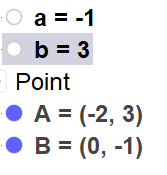 a = -1
b = 3
Point
A = (-2, 3)
B = (0, -1)